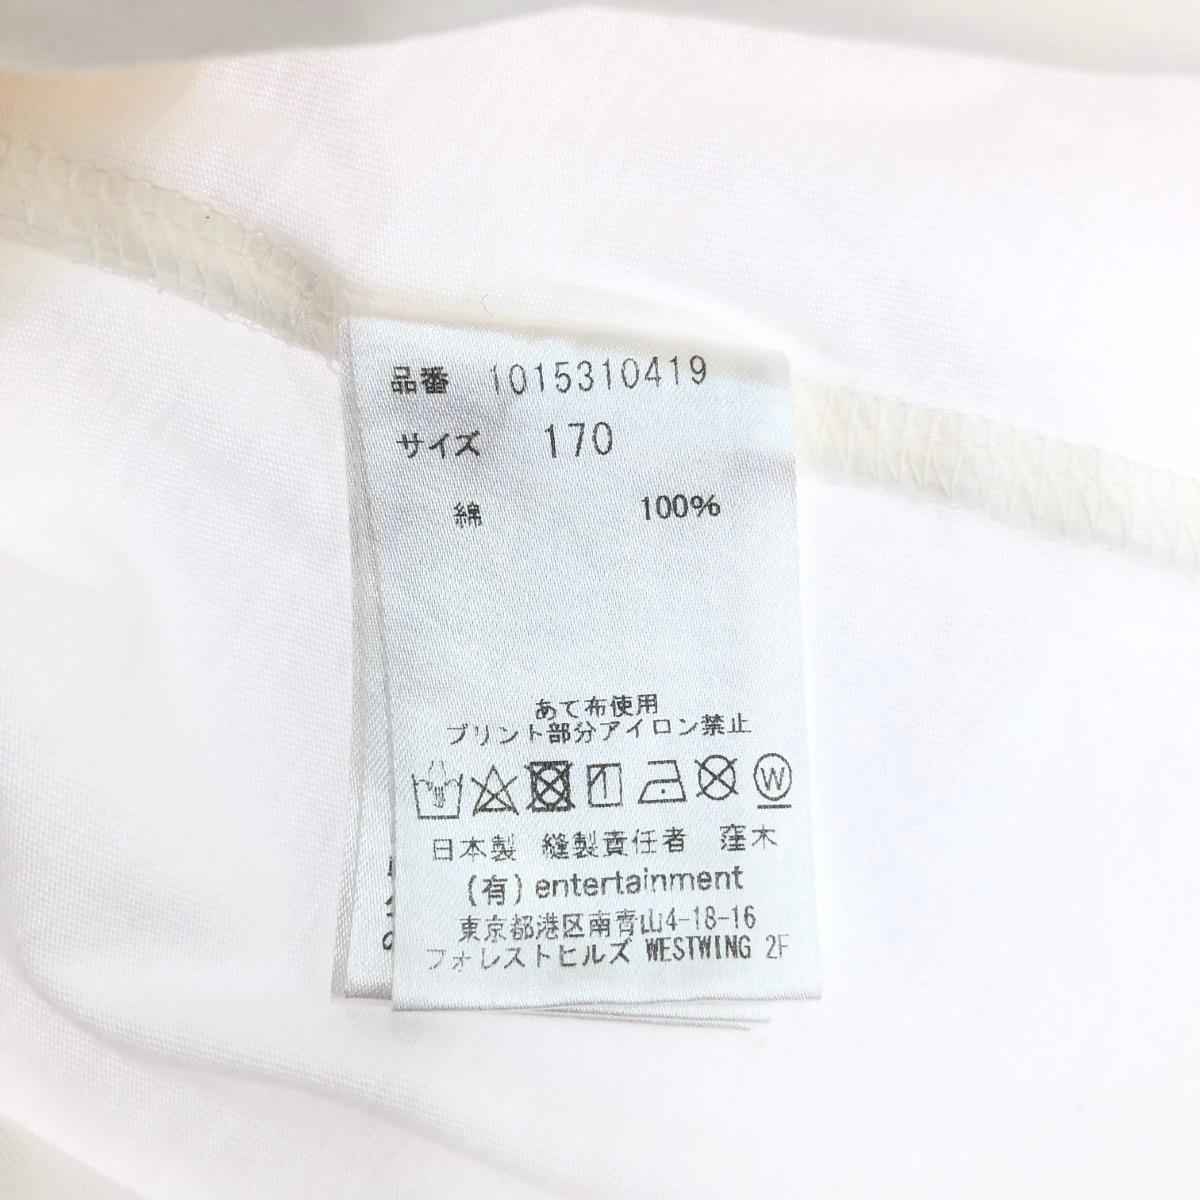 品番 1015310419
サイズ 170
綿 100%
あて布使用
プリント部分アイロン禁止
W
日本製 縫製責任者 窪木
(有) entertainment
東京都港区南青山4-18-16
フォレストヒルズ WESTWING 2F